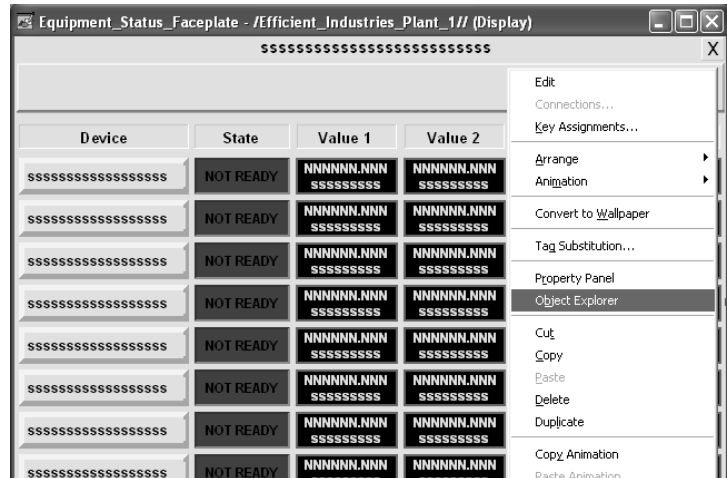 Equipment_Status_Faceplate - /Efficient_Industries_Plant_1// (Display)
ssssssssssssssssssssssssss X
Device State Value 1 Value 2
ssssssssssssssssss NOT READY NNNNNN.NNN NNNNNN.NNN
sssssssss sssssssss
ssssssssssssssssss NOT READY NNNNNN.NNN NNNNNN.NNN
sssssssss sssssssss
ssssssssssssssssss NOT READY NNNNNN.NNN NNNNNN.NNN
sssssssss sssssssss
ssssssssssssssssss NOT READY NNNNNN.NNN NNNNNN.NNN
sssssssss sssssssss
ssssssssssssssssss NOT READY NNNNNN.NNN NNNNNN.NNN
sssssssss sssssssss
ssssssssssssssssss NOT READY NNNNNN.NNN NNNNNN.NNN
sssssssss sssssssss
ssssssssssssssssss NOT READY NNNNNN.NNN NNNNNN.NNN
sssssssss sssssssss
ssssssssssssssssss NOT READY NNNNNN.NNN NNNNNN.NNN
Edit
Connections...
Key Assignments...
Arrange
Animation
Convert to Wallpaper
Tag Substitution...
Property Panel
Object Explorer
Cut
Copy
Paste
Delete
Duplicate
Copy Animation
Paste Animation